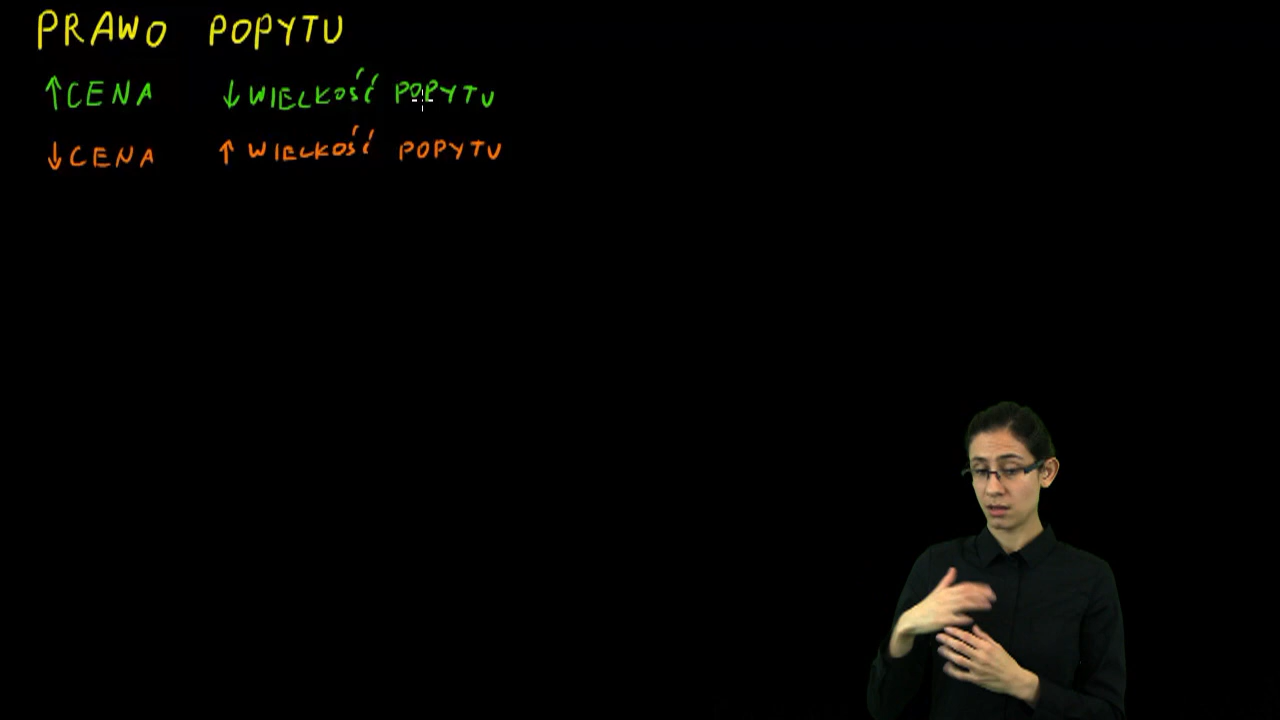 PRAWO POPYTU
↑CENA ↓WIELKOŚĆ POPYTU
↓CENA ↑WIELKOŚĆ POPYTU